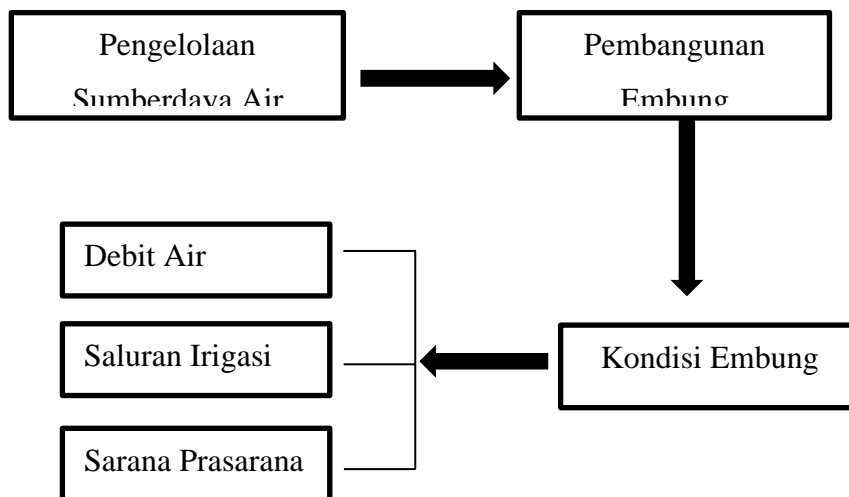 Pengelolaan
Sumberdaya Air
Pembangunan
Embung
Debit Air
Saluran Irigasi
Kondisi Embung
Sarana Prasarana